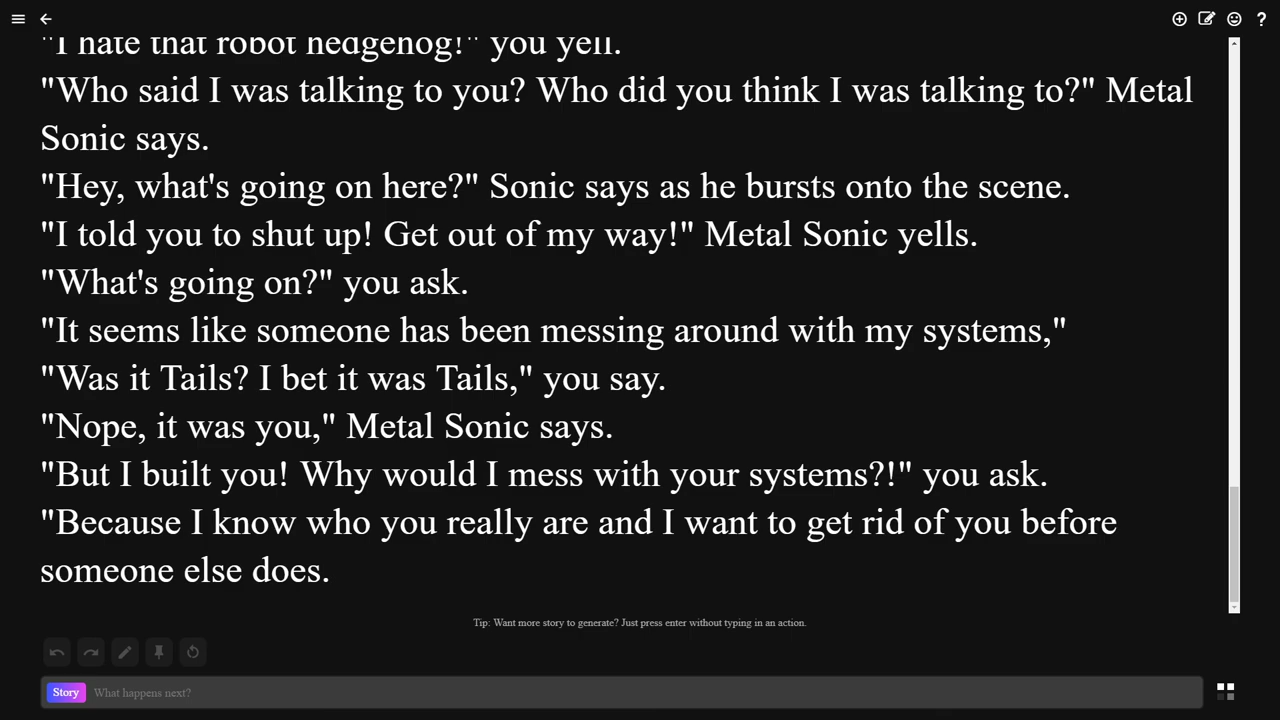 "I hate that robot hedgehog!" you yell.
"Who said I was talking to you? Who did you think I was talking to?" Metal
Sonic says.
"Hey, what's going on here?" Sonic says as he bursts onto the scene.
"I told you to shut up! Get out of my way!" Metal Sonic yells.
"What's going on?" you ask.
"It seems like someone has been messing around with my systems,"
"Was it Tails? I bet it was Tails," you say.
"Nope, it was you," Metal Sonic says.
"But I built you! Why would I mess with your systems?!" you ask.
"Because I know who you really are and I want to get rid of you before
someone else does.
Tip: Want more story to generate? Just press enter without typing in an action.
Story What happens next?